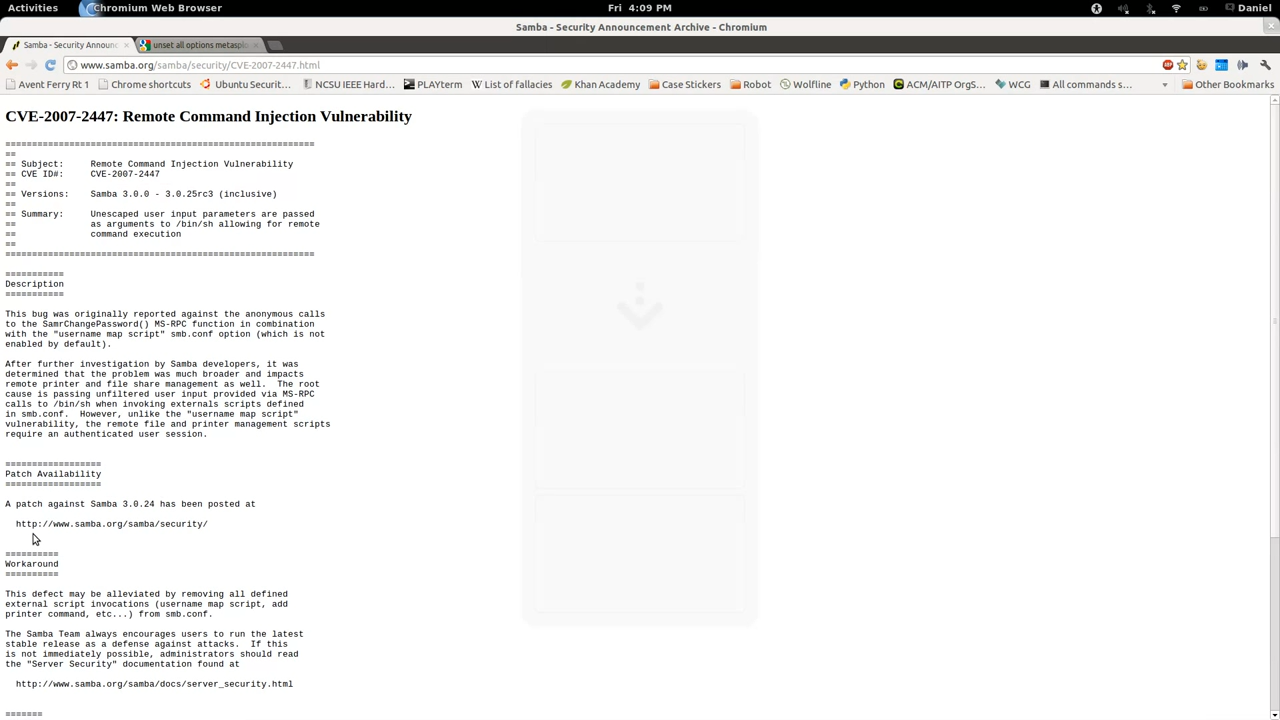 Activities
Chromium Web Browser
Fri 4:09 PM
Daniel
Samba - Security Announcement Archive - Chromium
Samba - Security Announc
unset all options metasplo
www.samba.org/samba/security/CVE-2007-2447.html
Avent Ferry Rt 1
Chrome shortcuts
Ubuntu Securit...
NCSU IEEE Hard...
PLAYterm
List of fallacies
Khan Academy
Case Stickers
Robot
Wolfline
Python
ACM/AITP OrgS...
WCG
All commands s...
Other Bookmarks
CVE-2007-2447: Remote Command Injection Vulnerability
===========================================================
==
== Subject:     Remote Command Injection Vulnerability
== CVE ID#:     CVE-2007-2447
==
== Versions:    Samba 3.0.0 - 3.0.25rc3 (inclusive)
==
== Summary:     Unescaped user input parameters are passed
==              as arguments to /bin/sh allowing for remote
==              command execution
==
===========================================================
===========
Description
===========
This bug was originally reported against the anonymous calls
to the SamrChangePassword() MS-RPC function in combination
with the "username map script" smb.conf option (which is not
enabled by default).
After further investigation by Samba developers, it was
determined that the problem was much broader and impacts
remote printer and file share management as well.  The root
cause is passing unfiltered user input provided via MS-RPC
calls to /bin/sh when invoking externals scripts defined
in smb.conf.  However, unlike the "username map script"
vulnerability, the remote file and printer management scripts
require an authenticated user session.
==================
Patch Availability
==================
A patch against Samba 3.0.24 has been posted at
http://www.samba.org/samba/security/
==========
Workaround
==========
This defect may be alleviated by removing all defined
external script invocations (username map script, add
printer command, etc...) from smb.conf.
The Samba Team always encourages users to run the latest
stable release as a defense against attacks.  If this
is not immediately possible, administrators should read
the "Server Security" documentation found at
http://www.samba.org/samba/docs/server_security.html
=======